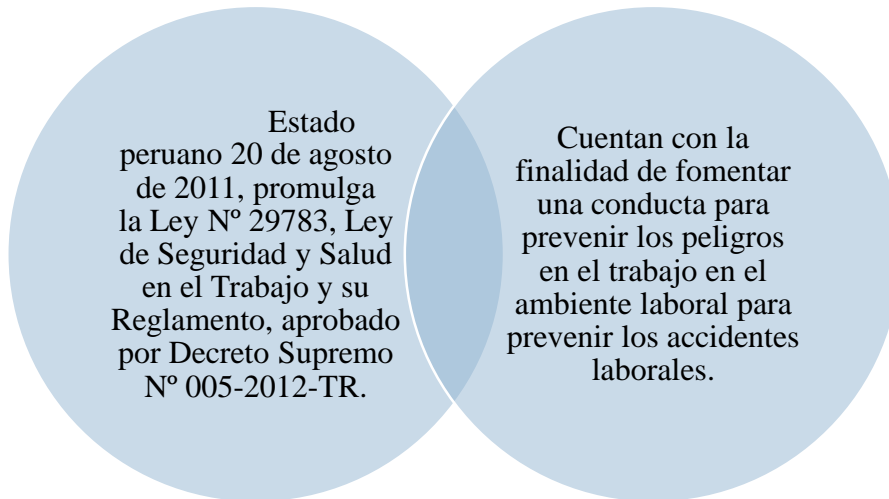 Estado
peruano 20 de agosto
de 2011, promulga
la Ley Nº 29783, Ley
de Seguridad y Salud
en el Trabajo y su
Reglamento, aprobado
por Decreto Supremo
Nº 005-2012-TR.
Cuentan con la
finalidad de fomentar
una conducta para
prevenir los peligros
en el trabajo en el
ambiente laboral para
prevenir los accidentes
laborales.